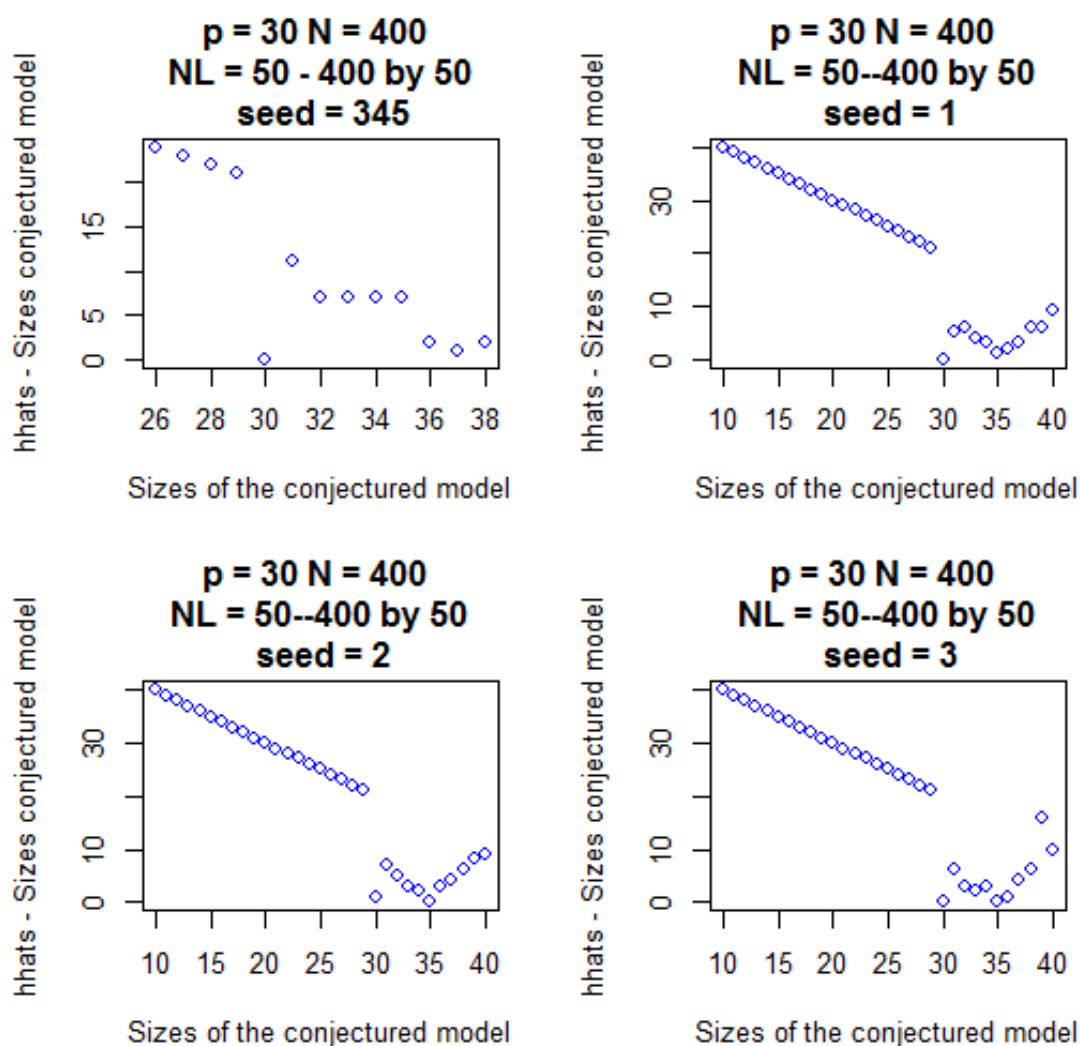 p = 30 N = 400
NL = 50 - 400 by 50
seed = 345
hhats - Sizes conjectured model
15
5
0
26 28 30 32 34 36 38
Sizes of the conjectured model
p = 30 N = 400
NL = 50--400 by 50
seed = 1
hhats - Sizes conjectured model
30
10
0
10 15 20 25 30 35 40
Sizes of the conjectured model
p = 30 N = 400
NL = 50--400 by 50
seed = 2
hhats - Sizes conjectured model
30
10
0
10 15 20 25 30 35 40
Sizes of the conjectured model
p = 30 N = 400
NL = 50--400 by 50
seed = 3
hhats - Sizes conjectured model
30
10
0
10 15 20 25 30 35 40
Sizes of the conjectured model